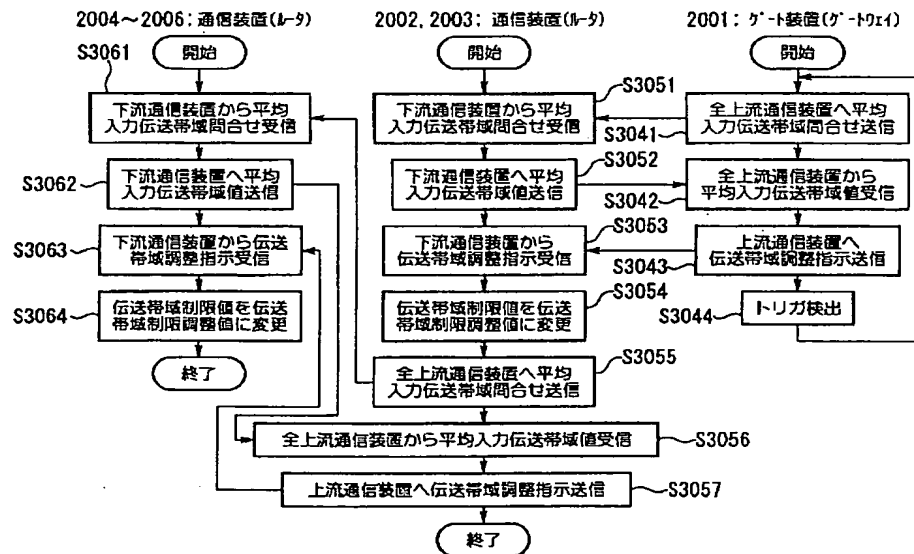 2004～2006: 通信装置(ルータ)
2002, 2003: 通信装置(ルータ)
2001: ゲート装置(ゲートウェイ)
開始
S3061
下流通信装置から平均
入力伝送帯域問合せ受信
S3062
下流通信装置へ平均
入力伝送帯域値送信
S3063
下流通信装置から伝送
帯域調整指示受信
S3064
伝送帯域制限値を伝送
帯域制限調整値に変更
終了
開始
S3051
下流通信装置から平均
入力伝送帯域問合せ受信
S3052
下流通信装置へ平均
入力伝送帯域値送信
S3053
下流通信装置から
伝送帯域調整指示受信
S3054
伝送帯域制限値を伝送
帯域制限調整値に変更
S3055
全上流通信装置へ平均
入力伝送帯域問合せ送信
全上流通信装置から平均入力伝送帯域値受信
S3056
上流通信装置へ伝送帯域調整指示送信
S3057
終了
開始
全上流通信装置へ平均
入力伝送帯域問合せ送信
S3041
全上流通信装置から
平均入力伝送帯域値受信
S3042
上流通信装置へ
伝送帯域調整指示送信
S3043
トリガ検出
S3044